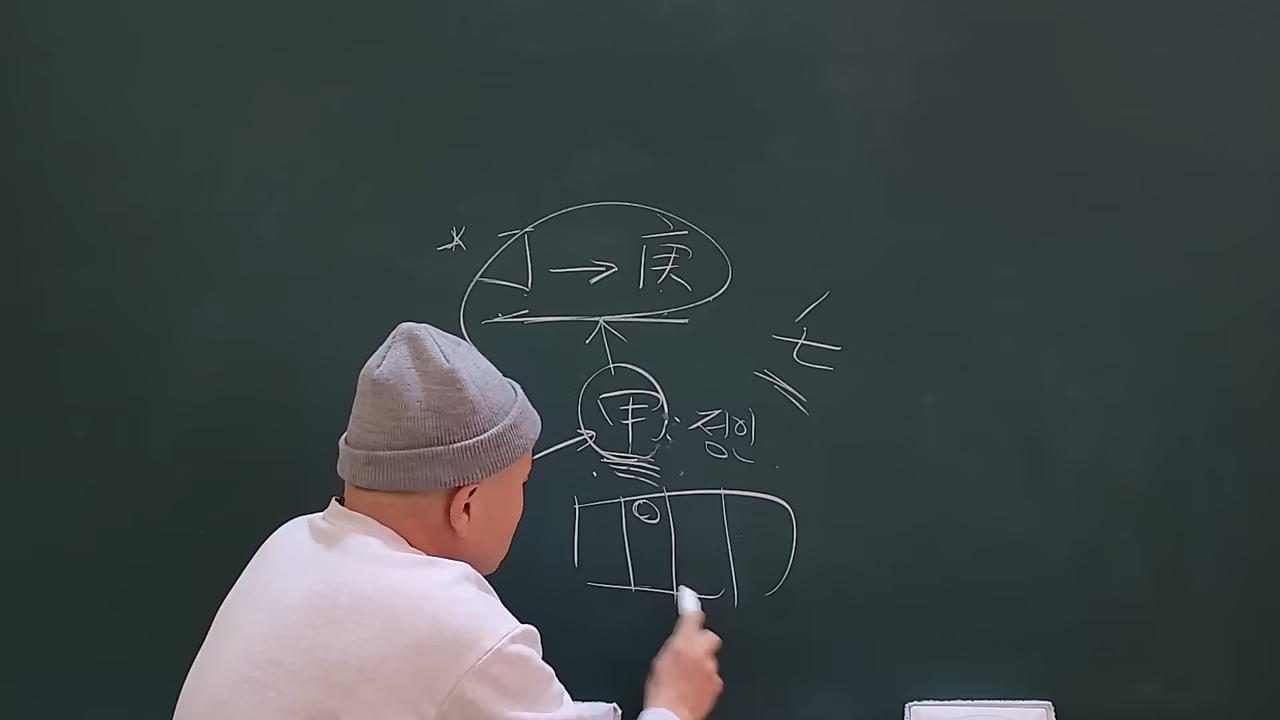 * 丁 → 庚
甲 : 정인